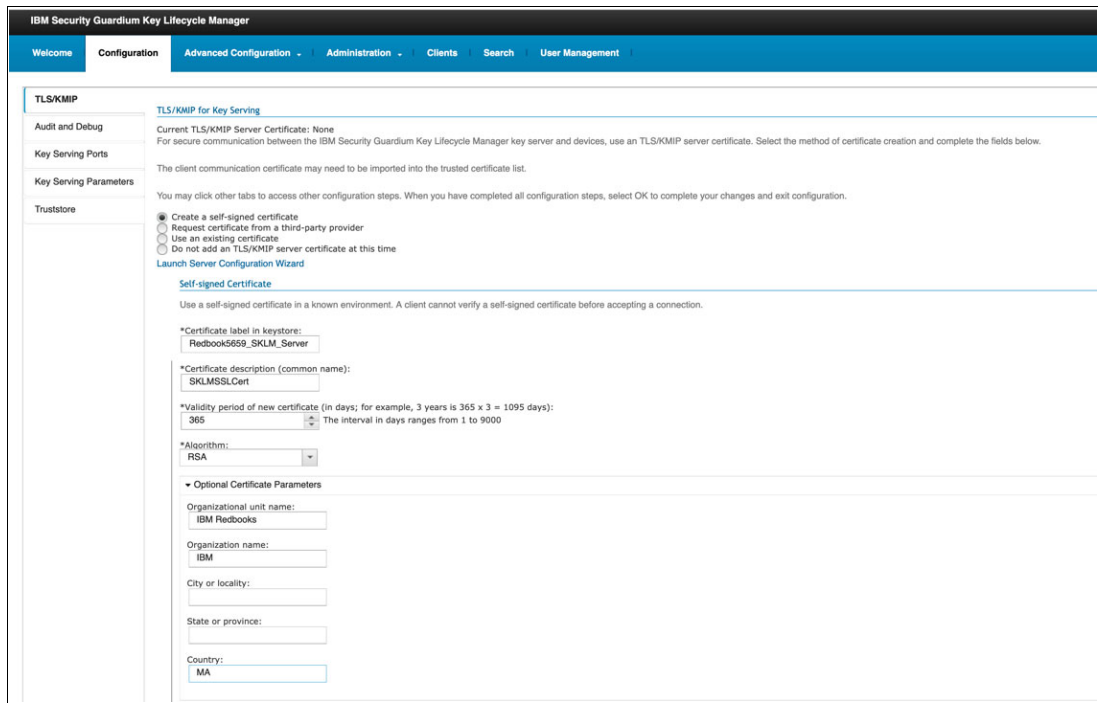 IBM Security Guardium Key Lifecycle Manager
Welcome Configuration Advanced Configuration Administration Clients Search User Management
TLS/KMIP
Audit and Debug
Key Serving Ports
Key Serving Parameters
Truststore
TLS/KMIP for Key Serving
Current TLS/KMIP Server Certificate: None
For secure communication between the IBM Security Guardium Key Lifecycle Manager key server and devices, use an TLS/KMIP server certificate. Select the method of certificate creation and complete the fields below.
The client communication certificate may need to be imported into the trusted certificate list.
You may click other tabs to access other configuration steps. When you have completed all configuration steps, select OK to complete your changes and exit configuration.
Create a self-signed certificate
Request certificate from a third-party provider
Use an existing certificate
Do not add an TLS/KMIP server certificate at this time
Launch Server Configuration Wizard
Self-signed Certificate
Use a self-signed certificate in a known environment. A client cannot verify a self-signed certificate before accepting a connection.
*Certificate label in keystore:
Redbook5659_SKLM_Server
*Certificate description (common name):
SKLMSSLCert
*Validity period of new certificate (in days; for example, 3 years is 365 x 3 = 1095 days):
365 The interval in days ranges from 1 to 9000
*Algorithm:
RSA
Optional Certificate Parameters
Organizational unit name:
IBM Redbooks
Organization name:
IBM
City or locality:
State or province:
Country:
MA